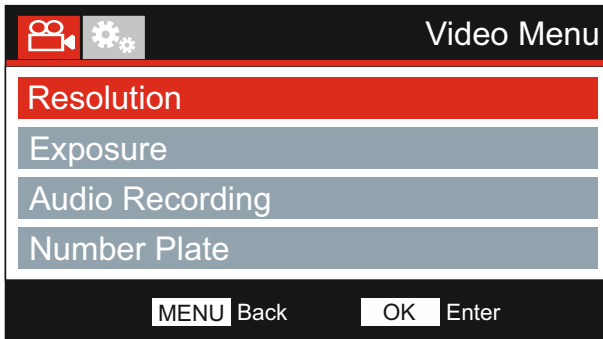 Video Menu
Resolution
Exposure
Audio Recording
Number Plate
MENU Back OK Enter